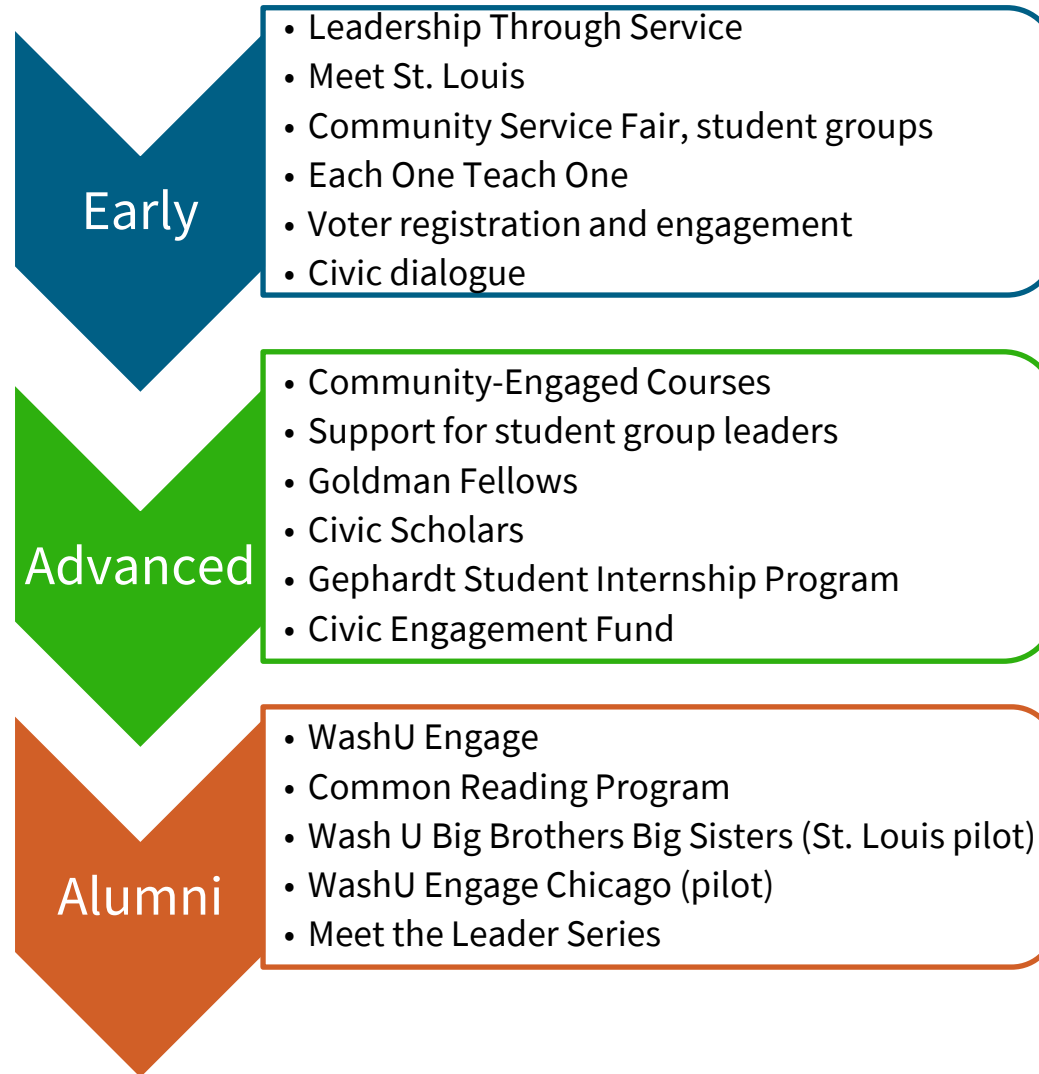 Early
• Leadership Through Service
• Meet St. Louis
• Community Service Fair, student groups
• Each One Teach One
• Voter registration and engagement
• Civic dialogue
Advanced
• Community-Engaged Courses
• Support for student group leaders
• Goldman Fellows
• Civic Scholars
• Gephardt Student Internship Program
• Civic Engagement Fund
Alumni
• WashU Engage
• Common Reading Program
• Wash U Big Brothers Big Sisters (St. Louis pilot)
• WashU Engage Chicago (pilot)
• Meet the Leader Series